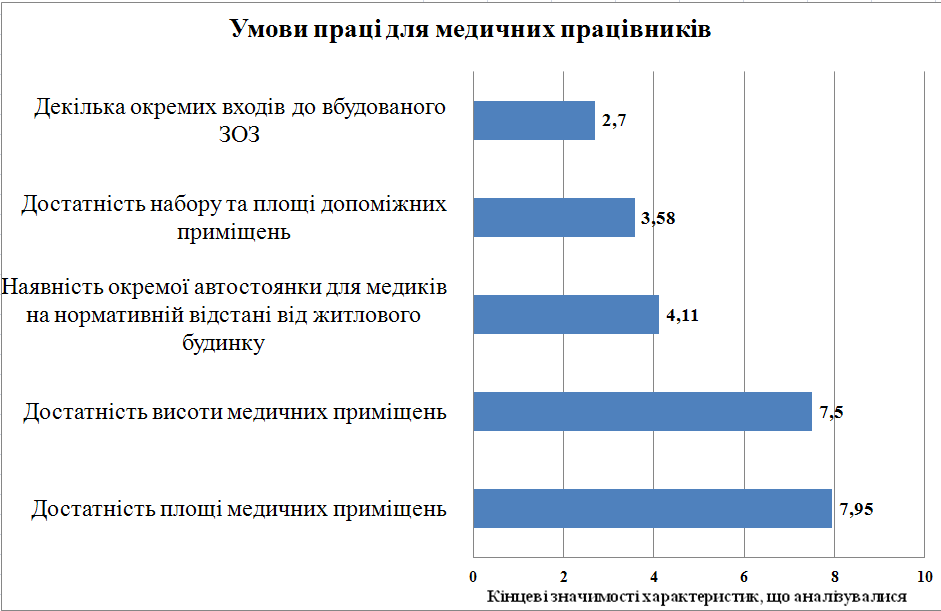 Умови праці для медичних працівників
Декілька окремих входів до вбудованого
ЗОЗ
2,7
Достатність набору та площі допоміжних
приміщень
3,58
Наявність окремої автостоянки для медиків
на нормативній відстані від житлового
будинку
4,11
Достатність висоти медичних приміщень
7,5
Достатність площі медичних приміщень
7,95
0 2 4 6 8 10
Кінцеві значимості характеристик, що аналізувалися